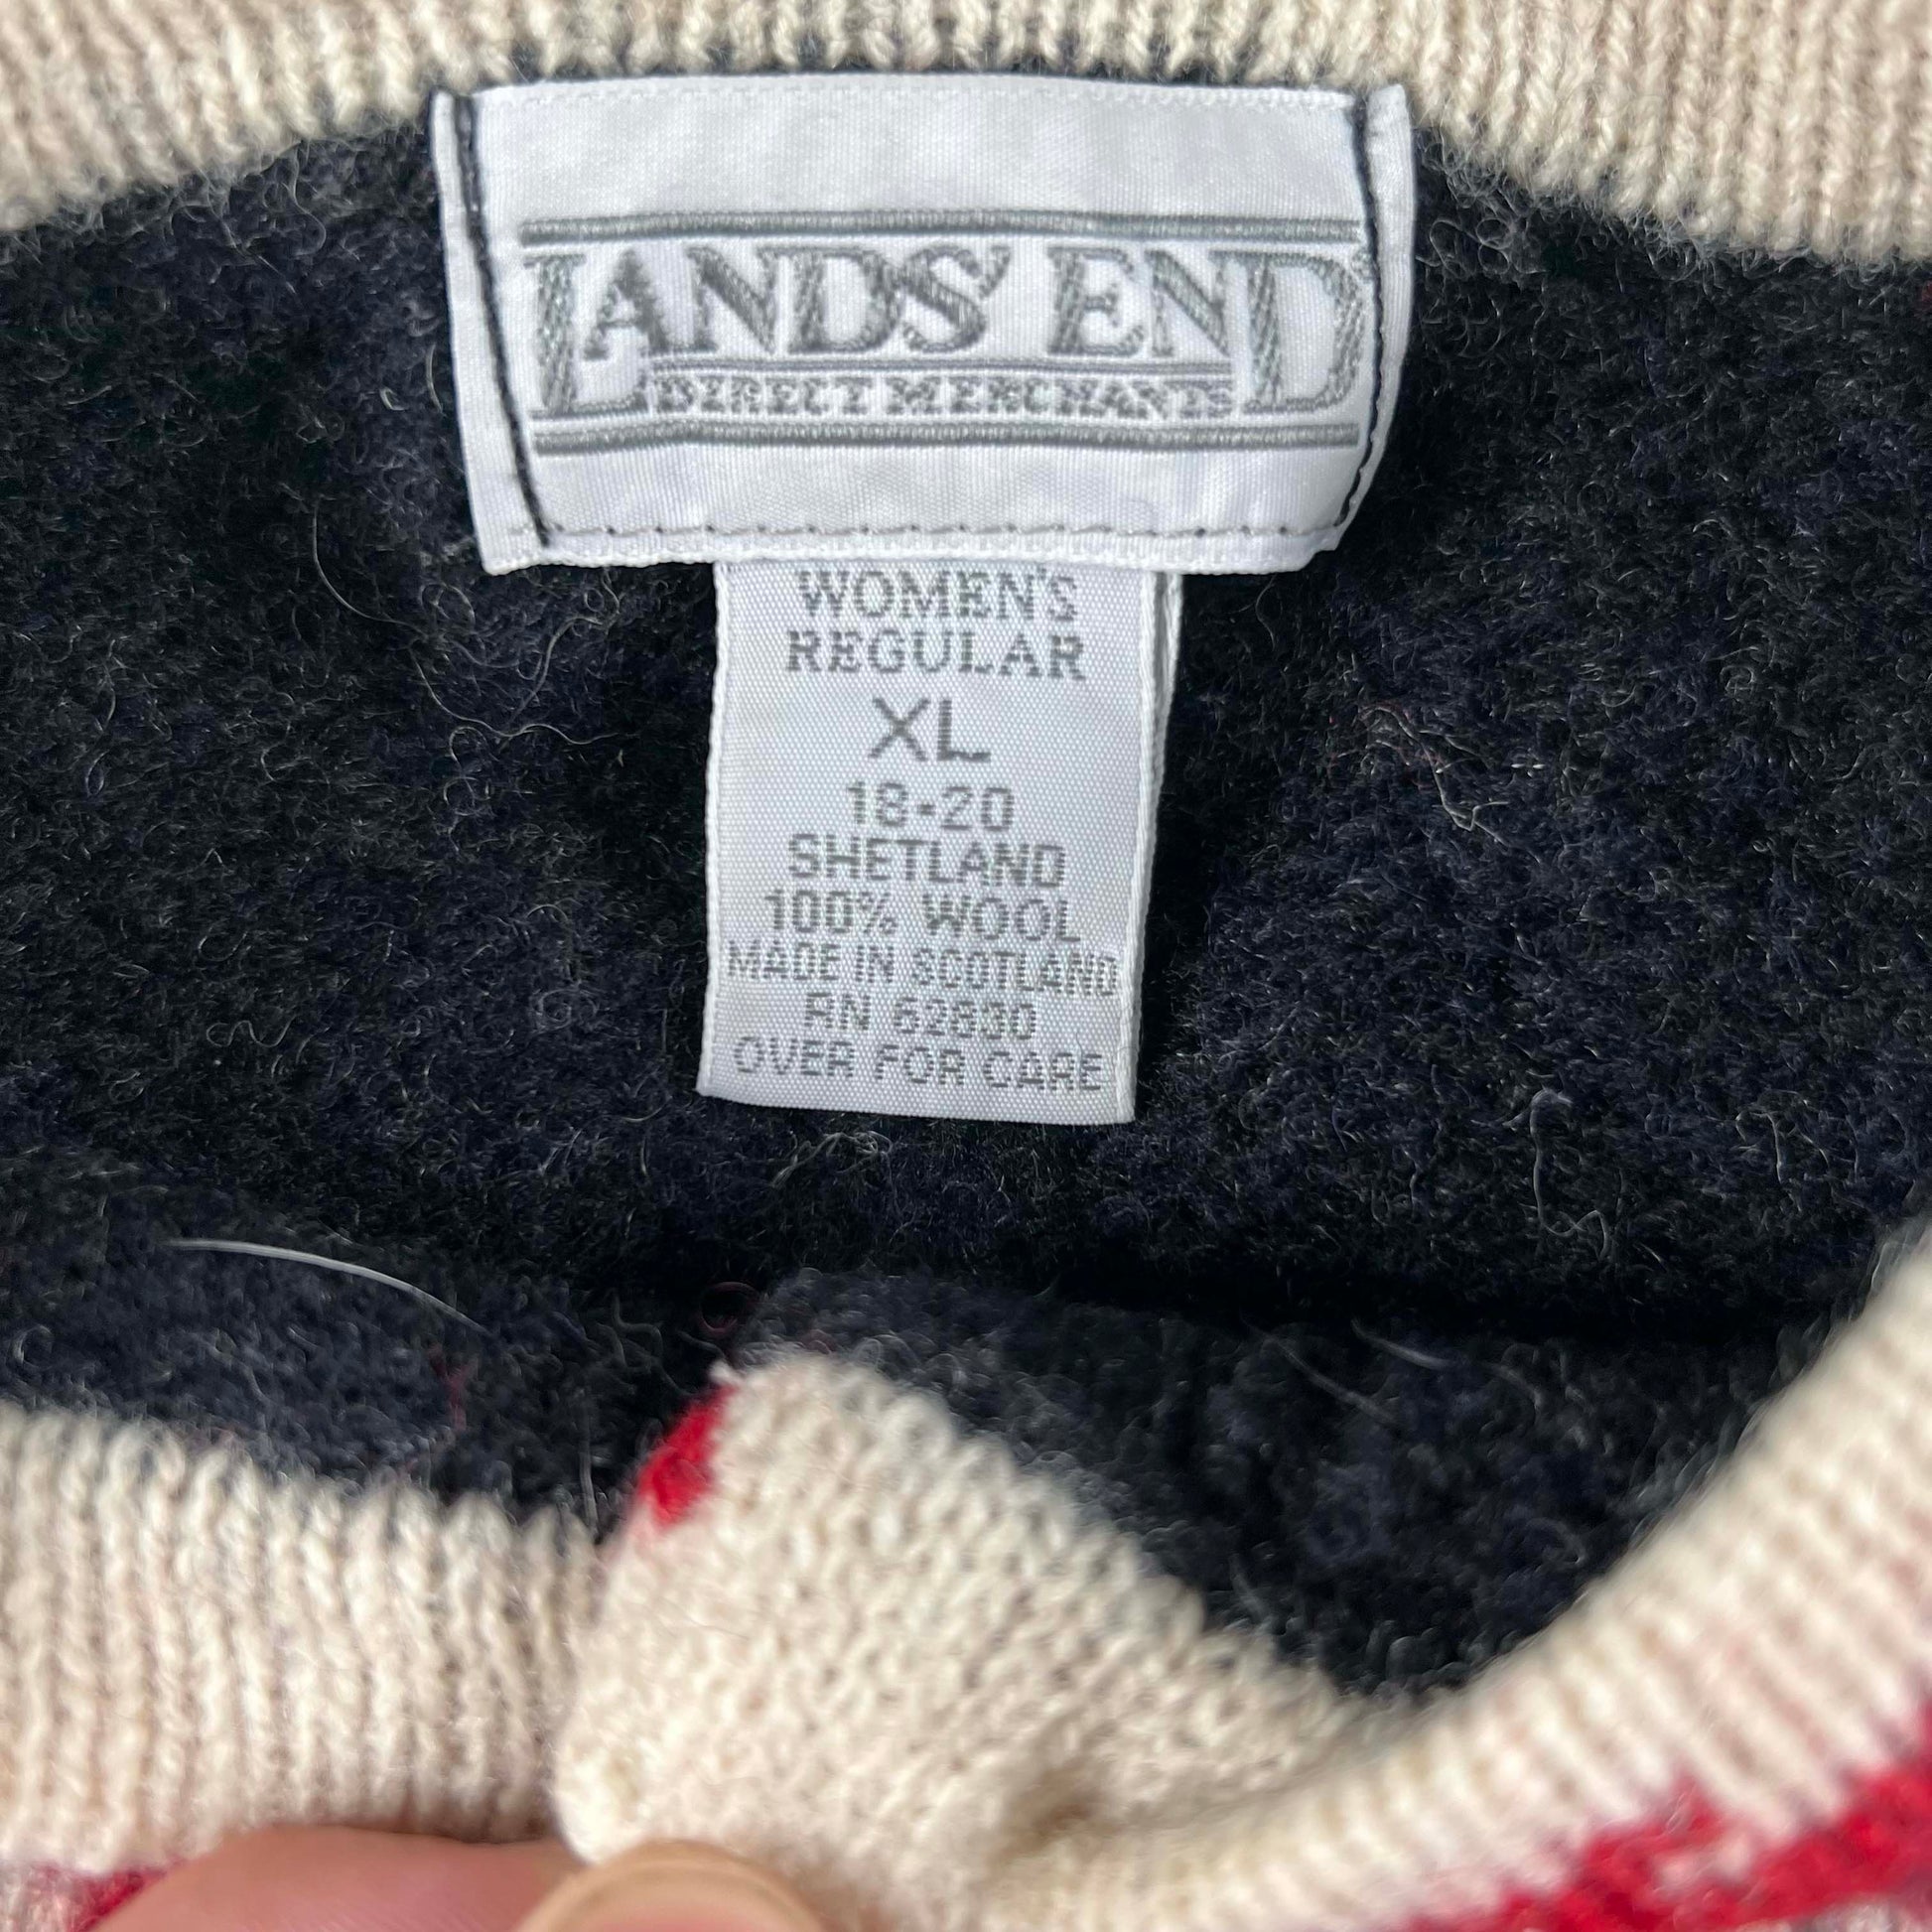 LANDS' END
DIRECT MERCHANTS
WOMEN'S
REGULAR
XL
18-20
SHETLAND
100% WOOL
MADE IN SCOTLAND
RN 62830
OVER FOR CARE